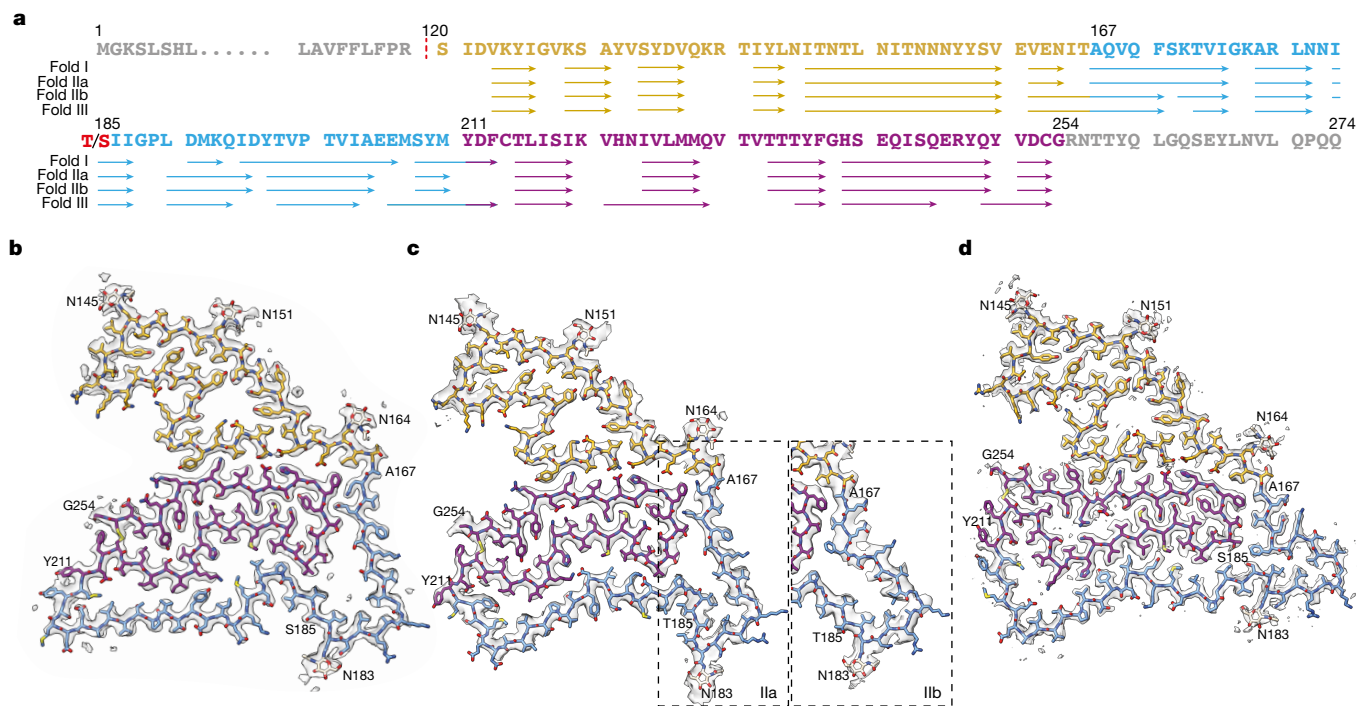 a
1 120 167
MGKSLSHL...... LAVFFLFPR S IDVKYIGVKS AYVSYDVQKR TIYLNITNTL NITNNNYYSV EVENITAQVQ FSKTVIGKAR LNNI
Fold I
Fold IIa
Fold IIb
Fold III
185 211 254 274
T/SIIGPL DMKQIDYTVP TVIAEEMSYM YDFCTLISIK VHNIVLMMQV TVTTTYFGHS EQISQERYQY VDCGRNTTYQ LGQSEYLNVL QPQQ
Fold I
Fold IIa
Fold IIb
Fold III
b
N145
N151
N164
A167
G254
Y211
S185
N183
c
N145
N151
N164
A167
G254
Y211
T185
N183
IIa
A167
T185
N183
IIb
d
N145
N151
N164
G254
A167
Y211
S185
N183